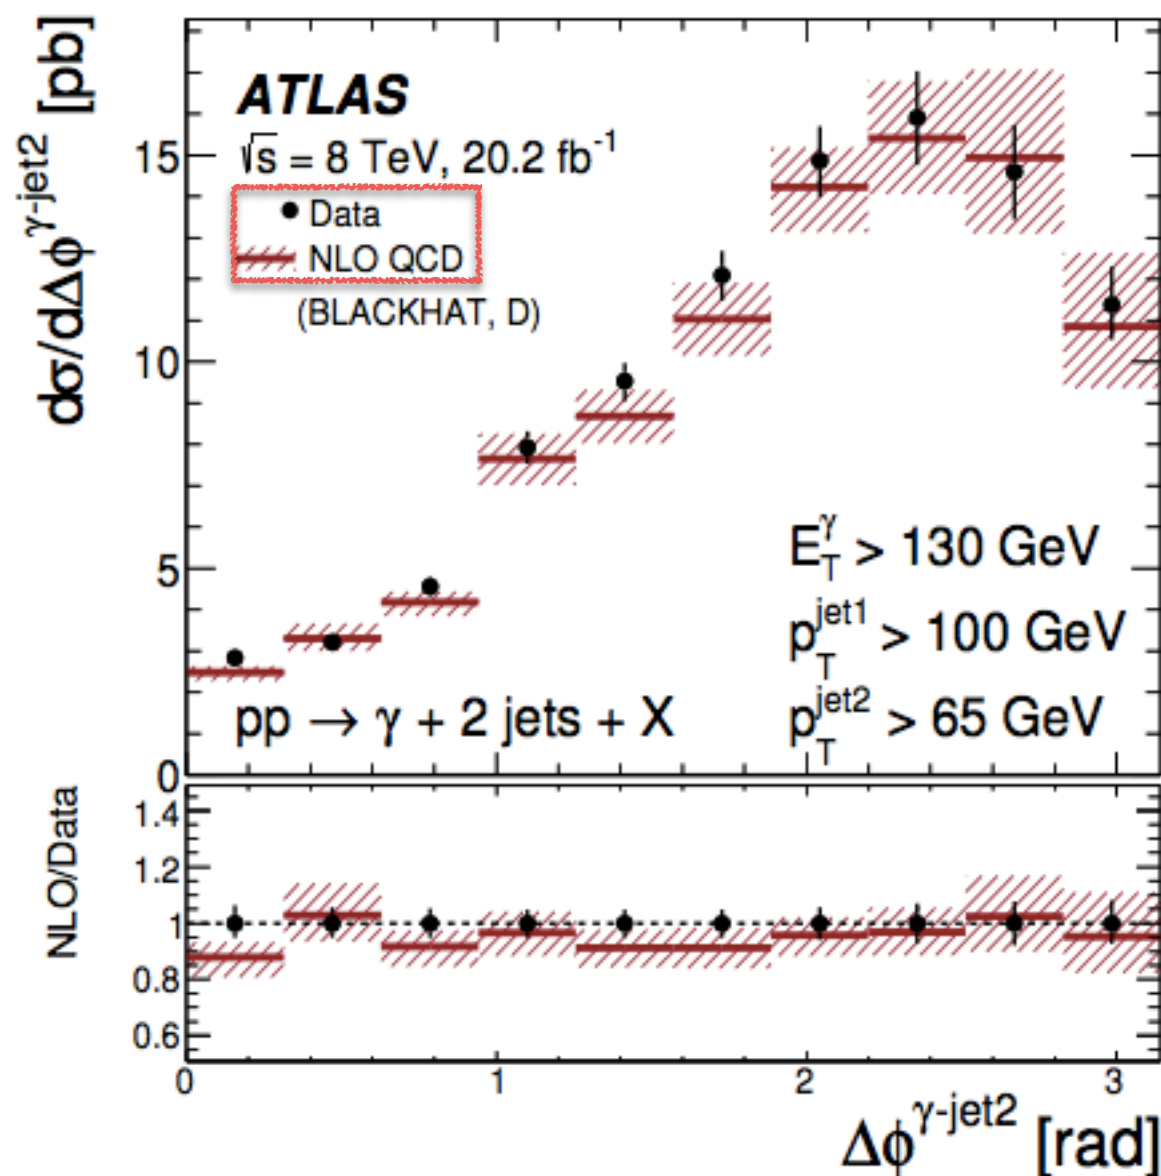 dσ/dΔϕ^γ-jet2 [pb]
15
10
5
0
ATLAS
√s = 8 TeV, 20.2 fb⁻¹
Data
NLO QCD
(BLACKHAT, D)
E_T^γ > 130 GeV
p_T^jet1 > 100 GeV
p_T^jet2 > 65 GeV
pp → γ + 2 jets + X
NLO/Data
1.4
1.2
1
0.8
0.6
0 1 2 3
Δϕ^γ-jet2 [rad]